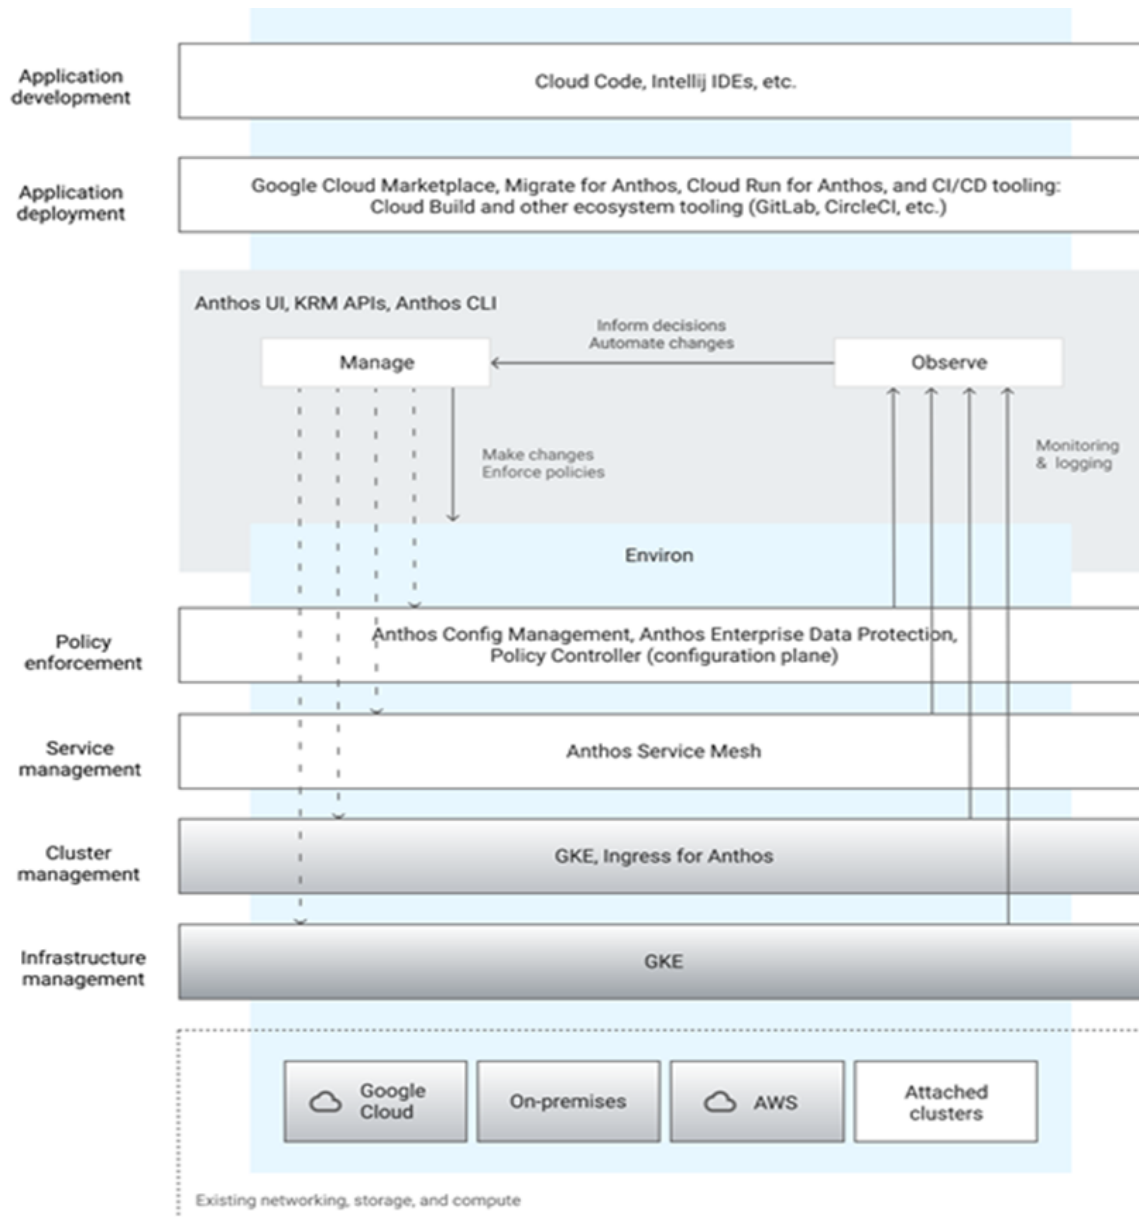 Application
development
Cloud Code, Intellij IDEs, etc.
Application
deployment
Google Cloud Marketplace, Migrate for Anthos, Cloud Run for Anthos, and CI/CD tooling:
Cloud Build and other ecosystem tooling (GitLab, CircleCI, etc.)
Anthos UI, KRM APIs, Anthos CLI
Inform decisions
Automate changes
Manage
Observe
Make changes
Enforce policies
Monitoring
& logging
Environ
Policy
enforcement
Anthos Config Management, Anthos Enterprise Data Protection,
Policy Controller (configuration plane)
Service
management
Anthos Service Mesh
Cluster
management
GKE, Ingress for Anthos
Infrastructure
management
GKE
Google
Cloud
On-premises
AWS
Attached
clusters
Existing networking, storage, and compute